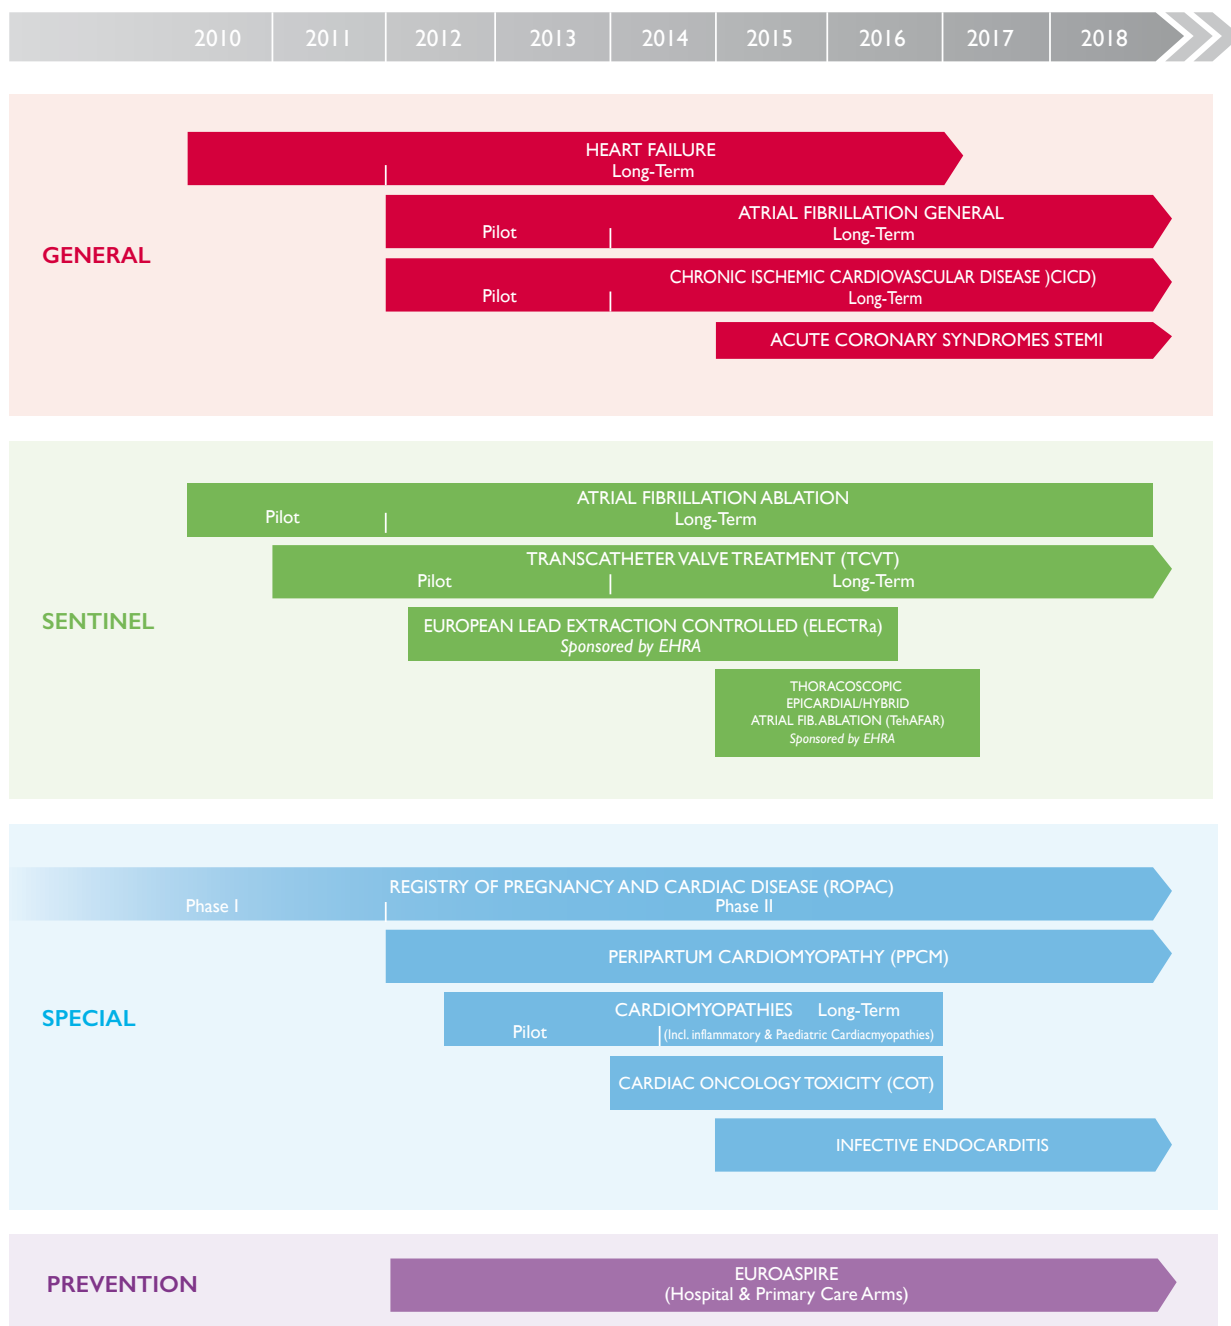 2010 2011 2012 2013 2014 2015 2016 2017 2018
HEART FAILURE
Long-Term
ATRIAL FIBRILLATION GENERAL
Pilot Long-Term
GENERAL
CHRONIC ISCHEMIC CARDIOVASCULAR DISEASE )CICD)
Pilot Long-Term
ACUTE CORONARY SYNDROMES STEMI
ATRIAL FIBRILLATION ABLATION
Pilot Long-Term
TRANSCATHETER VALVE TREATMENT (TCVT)
Pilot Long-Term
SENTINEL
EUROPEAN LEAD EXTRACTION CONTROLLED (ELECTRa)
Sponsored by EHRA
THORACOSCOPIC
EPICARDIAL/HYBRID
ATRIAL FIB. ABLATION (TehAFAR)
Sponsored by EHRA
REGISTRY OF PREGNANCY AND CARDIAC DISEASE (ROPAC)
Phase I Phase II
PERIPARTUM CARDIOMYOPATHY (PPCM)
SPECIAL
CARDIOMYOPATHIES Long-Term
Pilot (Incl. inflammatory & Paediatric Cardiacmyopathies)
CARDIAC ONCOLOGY TOXICITY (COT)
INFECTIVE ENDOCARDITIS
PREVENTION
EUROASPIRE
(Hospital & Primary Care Arms)